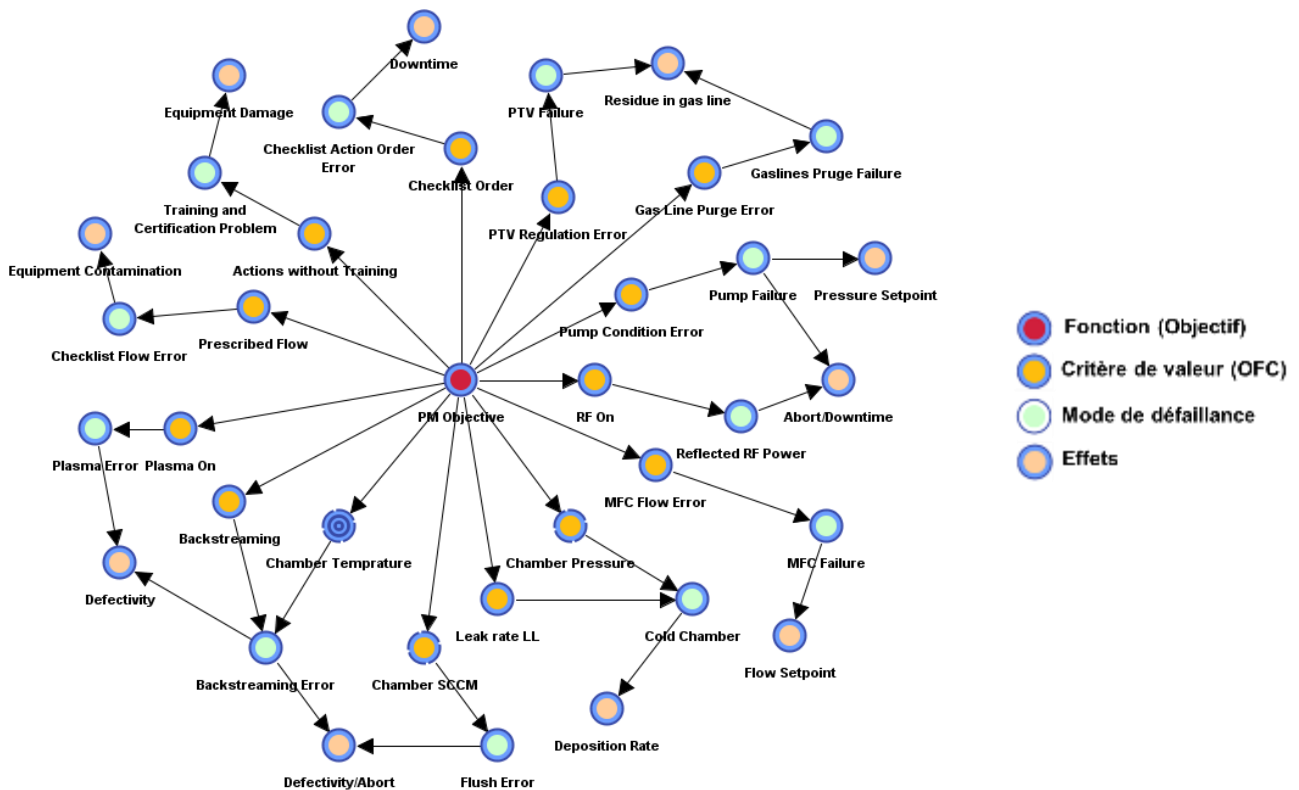 Downtime
Equipment Damage
PTV Failure
Residue in gas line
Checklist Action Order
Error
Checklist Order
Gaslines Pruge Failure
Training and
Certification Problem
PTV Regulation Error
Gas Line Purge Error
Equipment Contamination
Actions without Training
Pump Failure
Pressure Setpoint
Checklist Flow Error
Prescribed Flow
Pump Condition Error
Fonction (Objectif)
Critère de valeur (OFC)
Mode de défaillance
Effets
PM Objective
RF On
Abort/Downtime
Plasma Error
Plasma On
Reflected RF Power
MFC Flow Error
Backstreaming
Chamber Temprature
Chamber Pressure
MFC Failure
Defectivity
Leak rate LL
Cold Chamber
Backstreaming Error
Chamber SCCM
Flow Setpoint
Deposition Rate
Defectivity/Abort
Flush Error